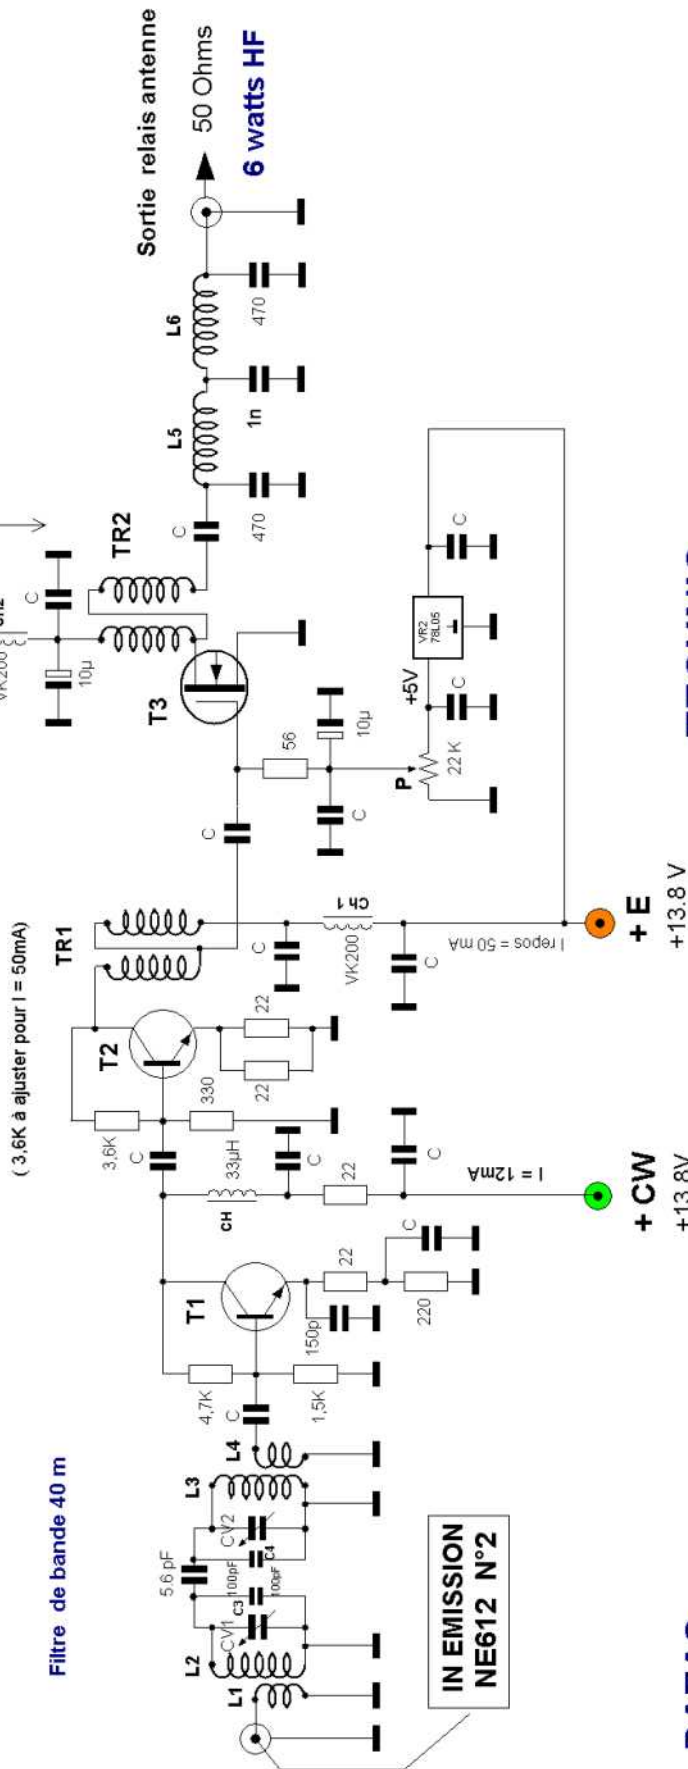 Filtre de bande 40 m
( 3,6K à ajuster pour I = 50mA)
Sortie relais antenne
50 Ohms
6 watts HF
L1
L2
CV1
C3
100pF
5.6 pF
100pF
C4
CV2
L3
L4
C
4,7K
1,5K
T1
150p
22
220
C
CH
33µH
C
22
C
I = 12mA
+ CW
+13.8V
C
3,6K
330
T2
22
22
TR1
C
VK200
Ch 1
C
I repos = 50 mA
+ E
+13.8 V
C
56
C
10µ
P
22 K
+5V
C
VR2
78L05
C
T3
VK200
10µ
C
TR2
C
470
L5
1n
L6
470
IN EMISSION
NE612 N°2